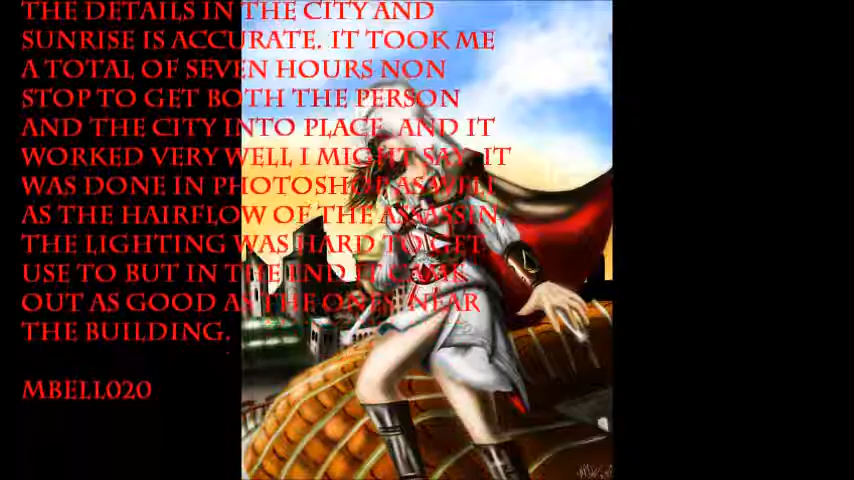 THE DETAILS IN THE CITY AND
SUNRISE IS ACCURATE. IT TOOK ME
A TOTAL OF SEVEN HOURS NON
STOP TO GET BOTH THE PERSON
AND THE CITY INTO PLACE. AND IT
WORKED VERY WELL I MIGHT SAY. IT
WAS DONE IN PHOTOSHOP ASWELL
AS THE HAIRFLOW OF THE ASSASSIN.
THE LIGHTING WAS HARD TO GET
USE TO BUT IN THE END IT CAME
OUT AS GOOD AS THE ONES NEAR
THE BUILDING.
MBELL020